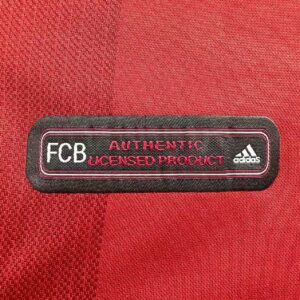 FCB
AUTHENTIC
LICENSED PRODUCT
adidas